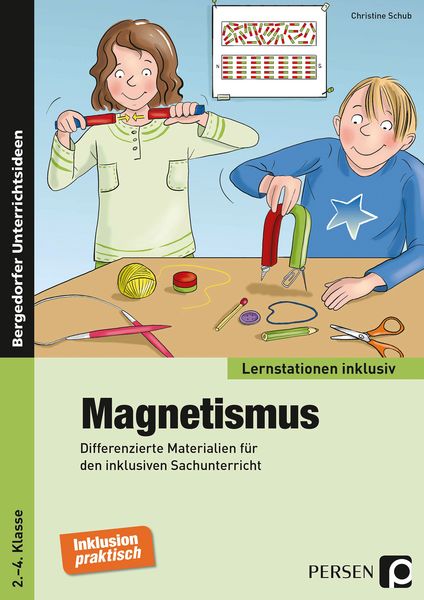 Christine Schub
N
S
Bergedorfer Unterrichtsideen
Lernstationen inklusiv
Magnetismus
Differenzierte Materialien für
den inklusiven Sachunterricht
Inklusion
praktisch
2.–4. Klasse
PERSEN